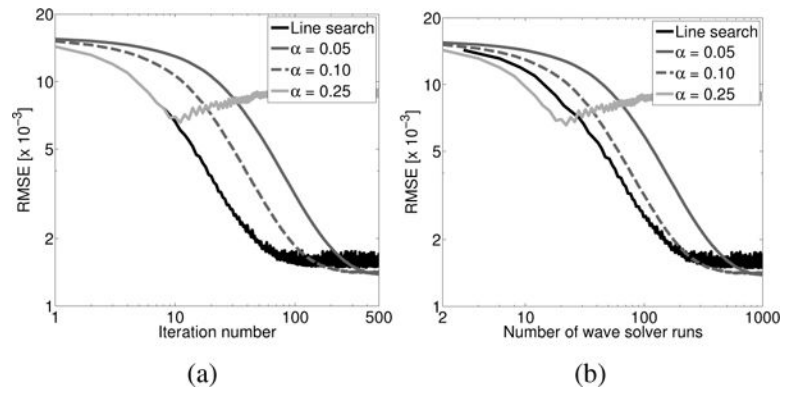 20
10
5
2
1
RMSE [x 10⁻³]
Line search
α = 0.05
α = 0.10
α = 0.25
1
10
100
500
Iteration number
(a)
20
10
5
2
1
RMSE [x 10⁻³]
Line search
α = 0.05
α = 0.10
α = 0.25
2
10
100
1000
Number of wave solver runs
(b)